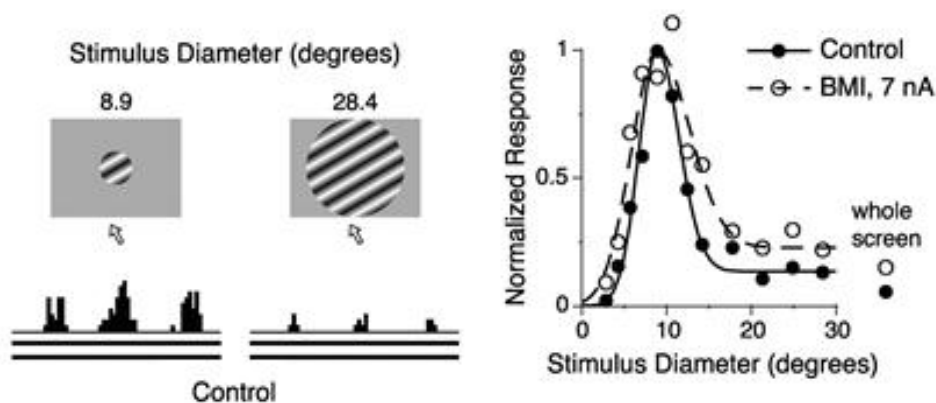 Stimulus Diameter (degrees)
8.9
28.4
Control
Normalized Response
1
0.5
0
0
10
20
30
Stimulus Diameter (degrees)
Control
BMI, 7 nA
whole
screen